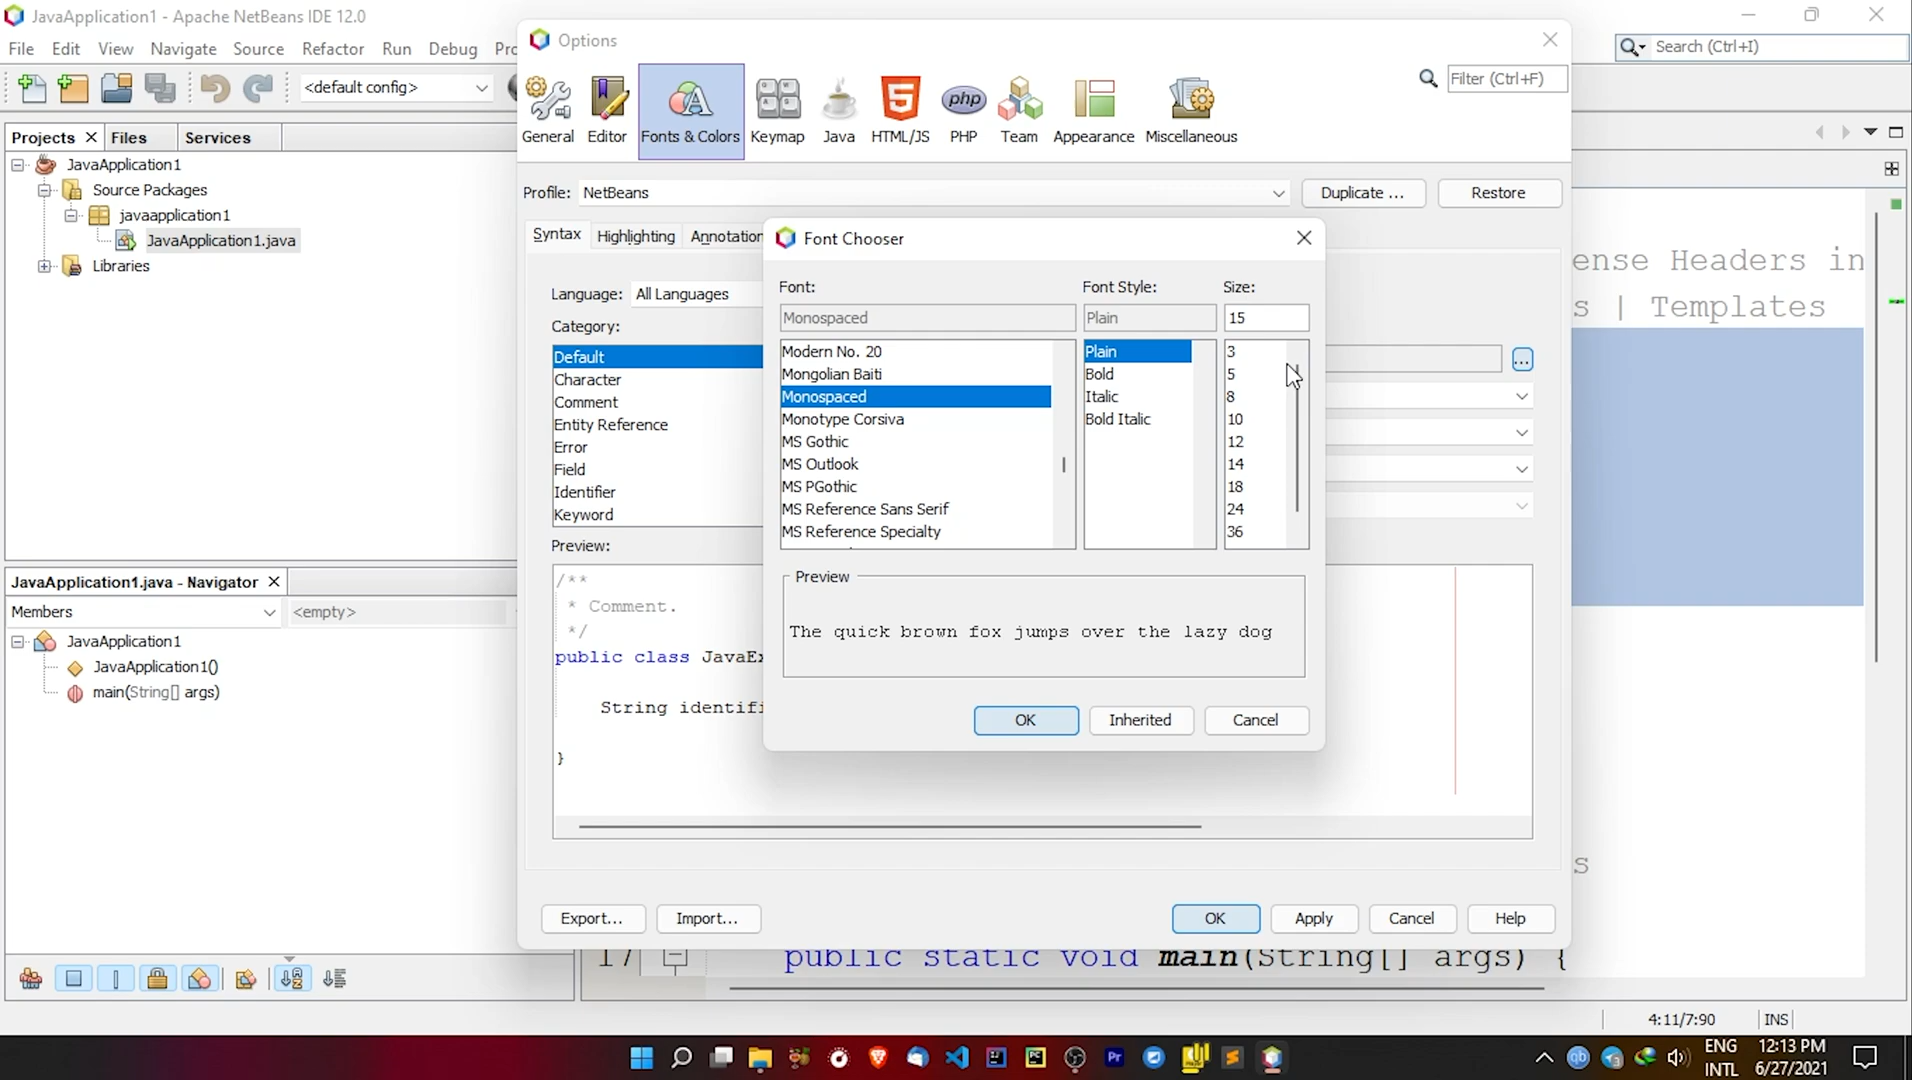 JavaApplication1 - Apache NetBeans IDE 12.0
File Edit View Navigate Source Refactor Run Debug
Search (Ctrl+I)
<default config>
Projects Files Services
JavaApplication1
Source Packages
javaapplication1
JavaApplication1.java
Libraries
JavaApplication1.java - Navigator
Members
<empty>
JavaApplication1
JavaApplication1()
main(String[] args)
Options
Filter (Ctrl+F)
General Editor Fonts & Colors Keymap Java HTML/JS PHP Team Appearance Miscellaneous
Profile: NetBeans Duplicate ... Restore
Syntax Highlighting Annotation
Language: All Languages
Category:
Default
Character
Comment
Entity Reference
Error
Field
Identifier
Keyword
Preview:
/**
* Comment.
*/
public class JavaEx
String identifi
}
...
Font Chooser
Font: Font Style: Size:
Monospaced Plain 15
Modern No. 20 Plain 3
Mongolian Baiti Bold 5
Monospaced Italic 8
Monotype Corsiva Bold Italic 10
MS Gothic 12
MS Outlook 14
MS PGothic 18
MS Reference Sans Serif 24
MS Reference Specialty 36
Preview
The quick brown fox jumps over the lazy dog
OK Inherited Cancel
Export... Import... OK Apply Cancel Help
ense Headers in
s | Templates
s
17 public static void main(String[] args) {
4:11/7:90 INS
ENG 12:13 PM
INTL 6/27/2021